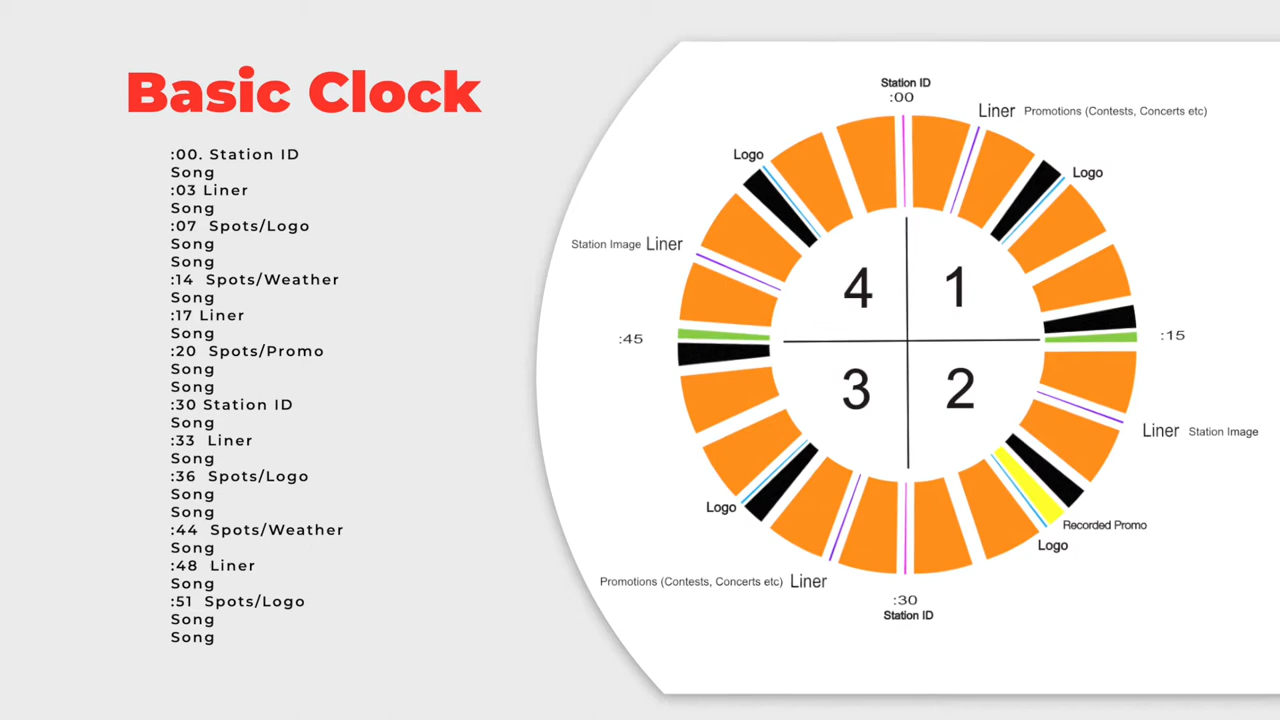 Basic Clock
:00. Station ID
Song
:03 Liner
Song
:07 Spots/Logo
Song
Song
:14 Spots/Weather
Song
:17 Liner
Song
:20 Spots/Promo
Song
Song
:30 Station ID
Song
:33 Liner
Song
:36 Spots/Logo
Song
Song
:44 Spots/Weather
Song
:48 Liner
Song
:51 Spots/Logo
Song
Song
Station ID
:00
Liner Promotions (Contests, Concerts etc)
Logo
Logo
Station Image Liner
4
1
:45
:15
3
2
Liner Station Image
Logo
Recorded Promo
Logo
Promotions (Contests, Concerts etc) Liner
:30
Station ID